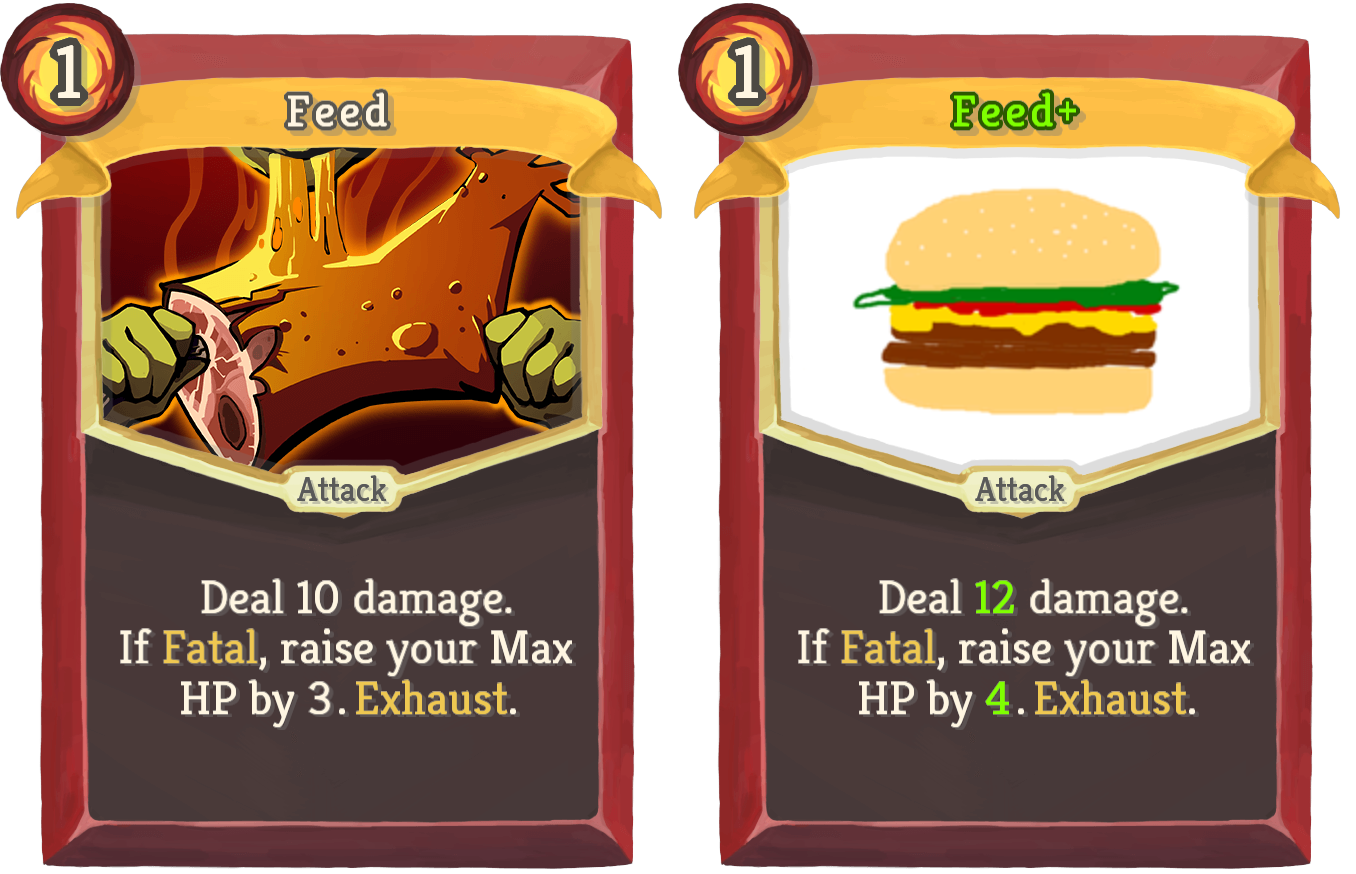 1
Feed
Attack
Deal 10 damage.
If Fatal, raise your Max
HP by 3. Exhaust.
1
Feed+
Attack
Deal 12 damage.
If Fatal, raise your Max
HP by 4. Exhaust.